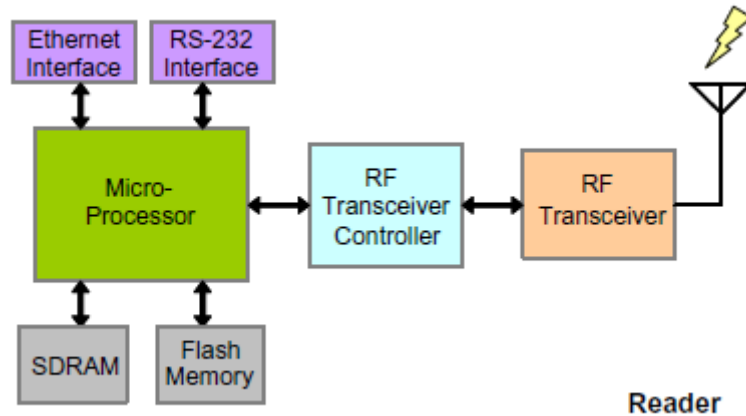 Ethernet
Interface
RS-232
Interface
Micro-
Processor
RF
Transceiver
Controller
RF
Transceiver
SDRAM
Flash
Memory
Reader